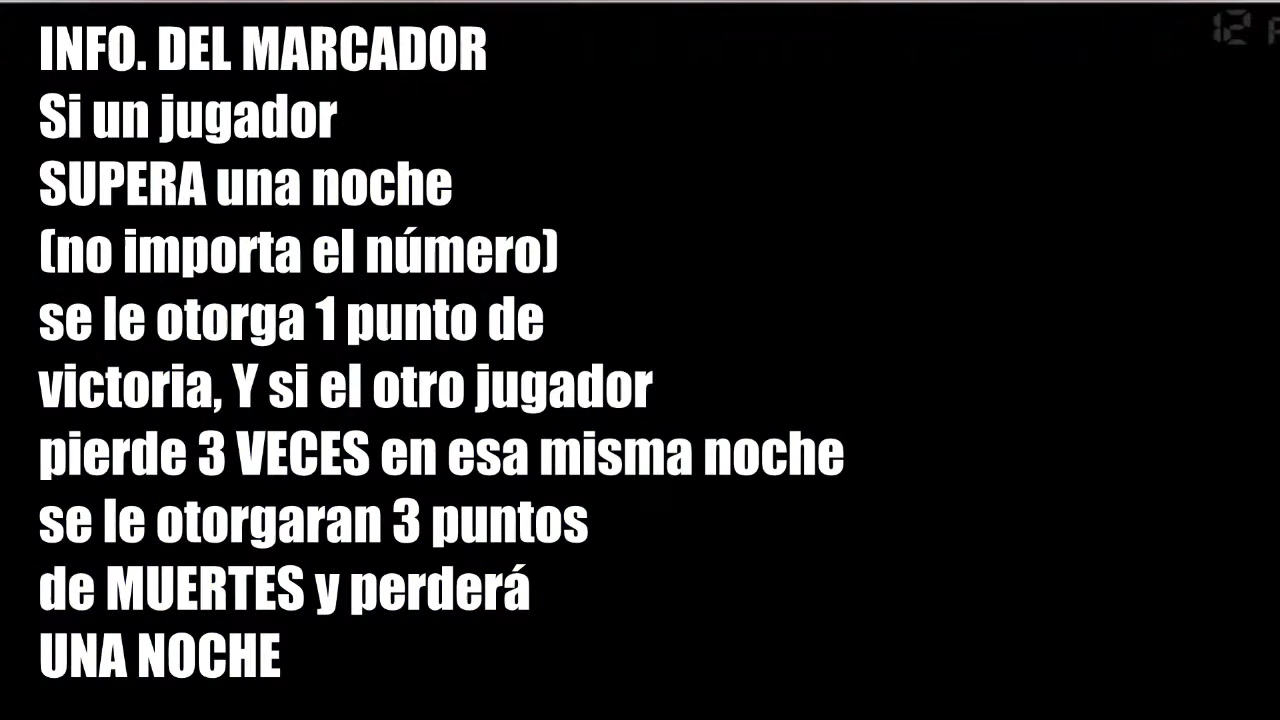 INFO. DEL MARCADOR
Si un jugador
SUPERA una noche
(no importa el número)
se le otorga 1 punto de
victoria, Y si el otro jugador
pierde 3 VECES en esa misma noche
se le otorgaran 3 puntos
de MUERTES y perderá
UNA NOCHE
12